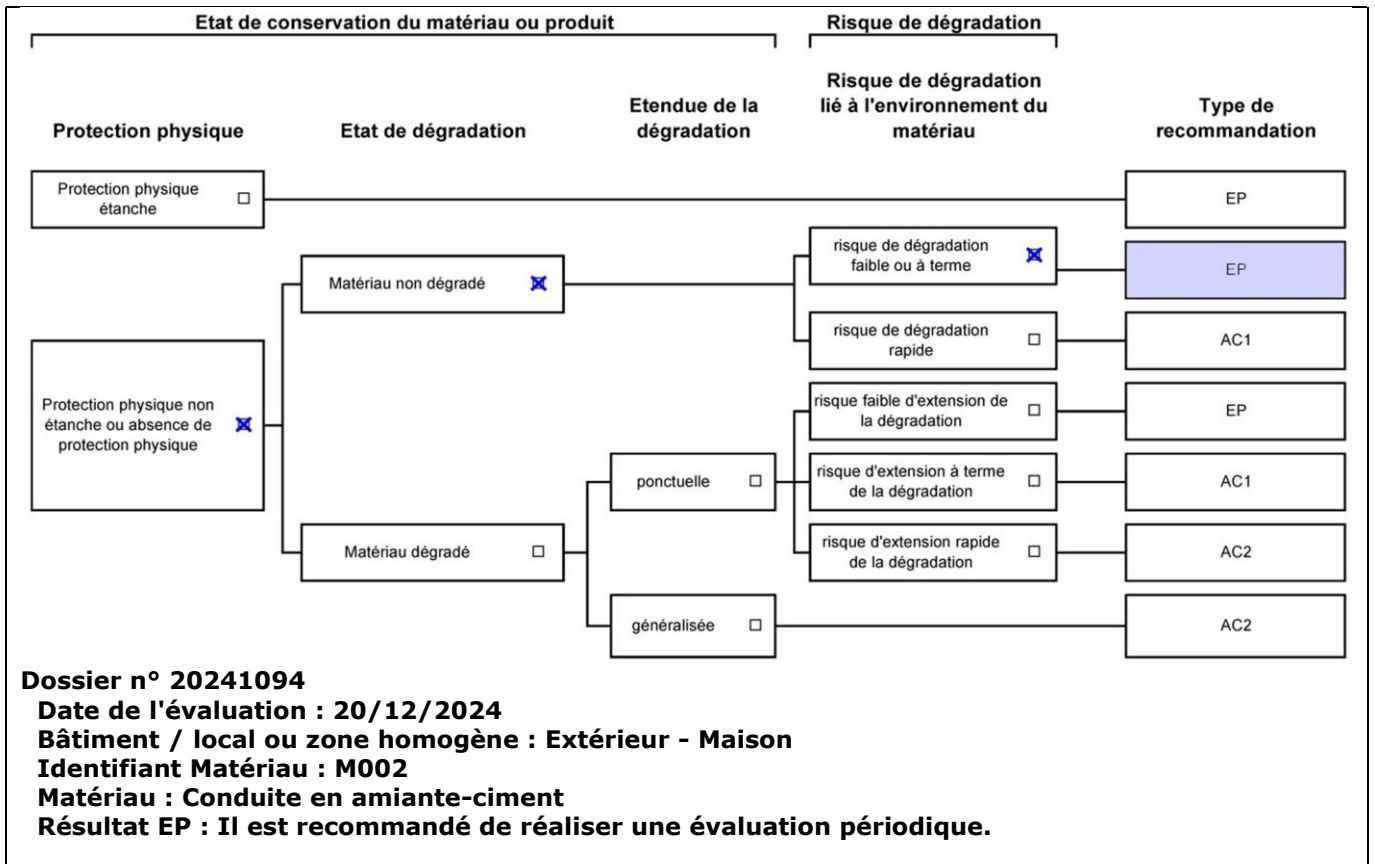 Etat de conservation du matériau ou produit
Risque de dégradation
Protection physique
Etat de dégradation
Etendue de la
dégradation
Risque de dégradation
lié à l'environnement du
matériau
Type de
recommandation
Protection physique
étanche
EP
risque de dégradation
faible ou à terme
EP
Matériau non dégradé
risque de dégradation
rapide
AC1
Protection physique non
étanche ou absence de
protection physique
risque faible d'extension de
la dégradation
EP
ponctuelle
risque d'extension à terme
de la dégradation
AC1
Matériau dégradé
risque d'extension rapide
de la dégradation
AC2
généralisée
AC2
Dossier n° 20241094
Date de l'évaluation : 20/12/2024
Bâtiment / local ou zone homogène : Extérieur - Maison
Identifiant Matériau : M002
Matériau : Conduite en amiante-ciment
Résultat EP : Il est recommandé de réaliser une évaluation périodique.